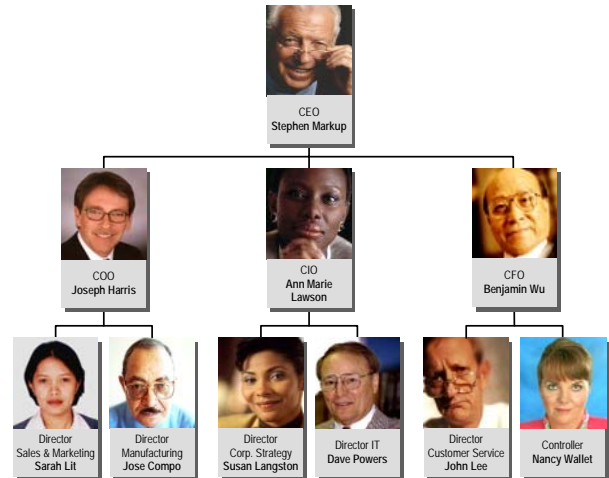 CEO
Stephen Markup
COO
Joseph Harris
CIO
Ann Marie
Lawson
CFO
Benjamin Wu
Director
Sales & Marketing
Sarah Lit
Director
Manufacturing
Jose Compo
Director
Corp. Strategy
Susan Langston
Director IT
Dave Powers
Director
Customer Service
John Lee
Controller
Nancy Wallet